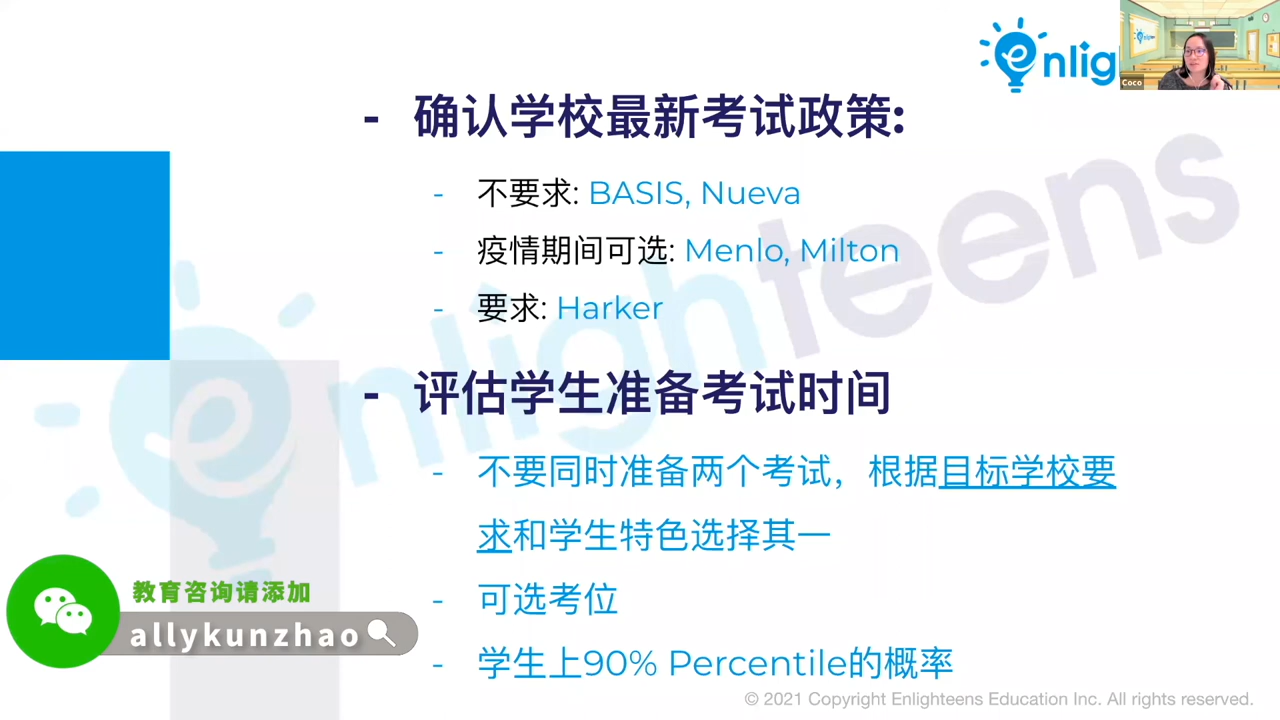 enlig
Coco
- 确认学校最新考试政策:
- 不要求: BASIS, Nueva
- 疫情期间可选: Menlo, Milton
- 要求: Harker
enlighteens
- 评估学生准备考试时间
- 不要同时准备两个考试，根据目标学校要
求和学生特色选择其一
- 可选考位
- 学生上90% Percentile的概率
教育咨询请添加
allykunzhao
© 2021 Copyright Enlighteens Education Inc. All rights reserved.